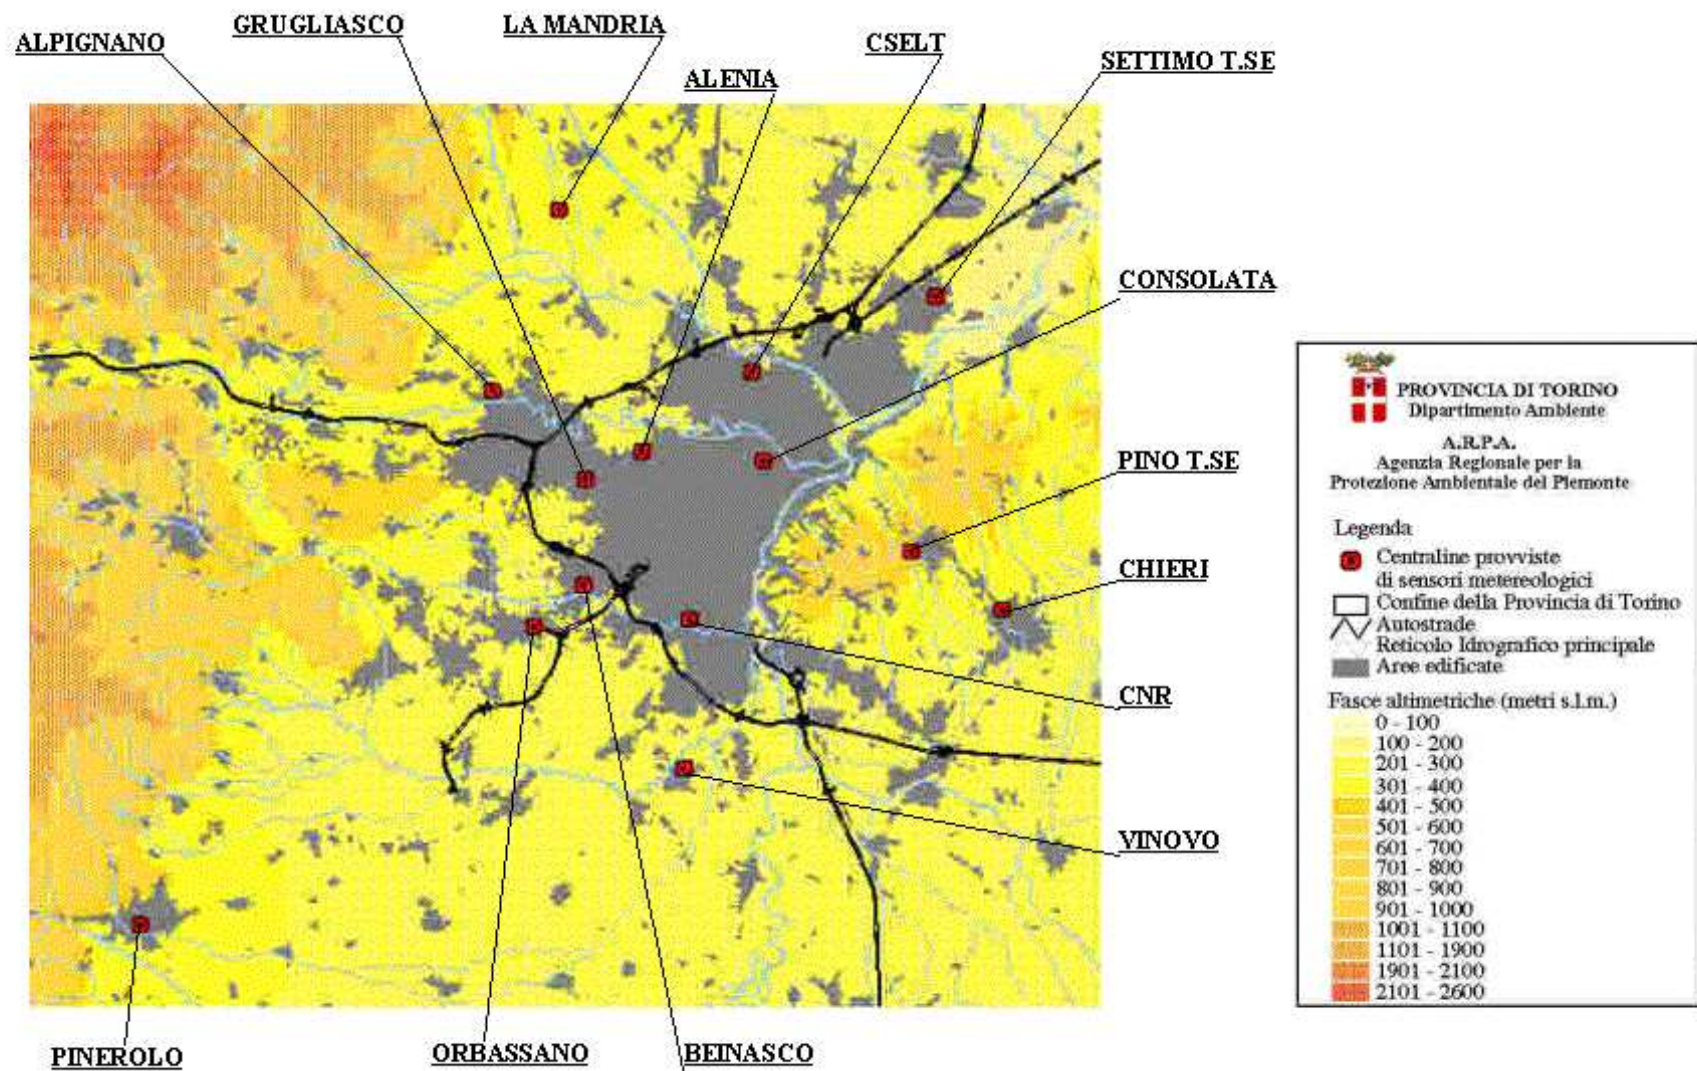 GRUGLIASCO
LA MANDRIA
CSELT
ALPIGNANO
SETTIMO T.SE
ALENIA
CONSOLATA
PINO T.SE
CHIERI
CNR
VINOVO
PINEROLO
ORBASSANO
BEINASCO
PROVINCIA DI TORINO
Dipartimento Ambiente
A.R.P.A.
Agenzia Regionale per la
Protezione Ambientale del Piemonte
Legenda
Centraline provviste
di sensori metereologici
Confine della Provincia di Torino
Autostrade
Reticolo Idrografico principale
Aree edificate
Fasce altimetriche (metri s.l.m.)
0 - 100
100 - 200
201 - 300
301 - 400
401 - 500
501 - 600
601 - 700
701 - 800
801 - 900
901 - 1000
1001 - 1100
1101 - 1900
1901 - 2100
2101 - 2600